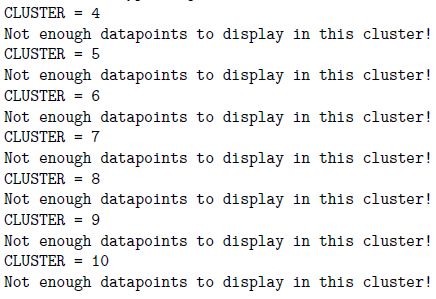 CLUSTER = 4
Not enough datapoints to display in this cluster!
CLUSTER = 5
Not enough datapoints to display in this cluster!
CLUSTER = 6
Not enough datapoints to display in this cluster!
CLUSTER = 7
Not enough datapoints to display in this cluster!
CLUSTER = 8
Not enough datapoints to display in this cluster!
CLUSTER = 9
Not enough datapoints to display in this cluster!
CLUSTER = 10
Not enough datapoints to display in this cluster!